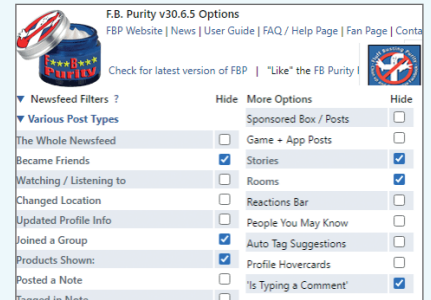 F.B. Purity v30.6.5 Options
FBP Website | News | User Guide | FAQ / Help Page | Fan Page | Conta
F★★★B★
Purity
Check for latest version of FBP | "Like" the FB Purity
▼ Newsfeed Filters ? Hide
▼ Various Post Types
The Whole Newsfeed
Became Friends
Watching / Listening to
Changed Location
Updated Profile Info
Joined a Group
Products Shown:
Posted a Note
Tagged in Note
More Options Hide
Sponsored Box / Posts
Game + App Posts
Stories
Rooms
Reactions Bar
People You May Know
Auto Tag Suggestions
Profile Hovercards
'Is Typing a Comment'